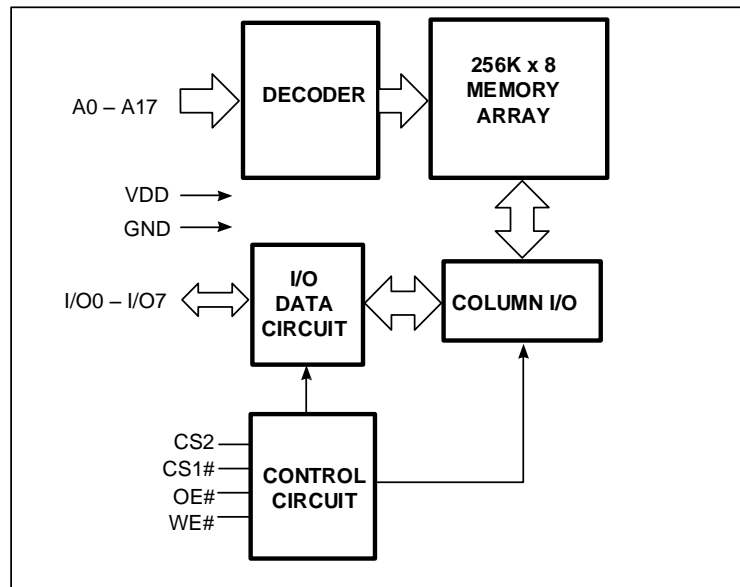 A0 – A17
DECODER
256K x 8
MEMORY
ARRAY
VDD
GND
I/O0 – I/O7
I/O
DATA
CIRCUIT
COLUMN I/O
CS2
CS1#
OE#
WE#
CONTROL
CIRCUIT